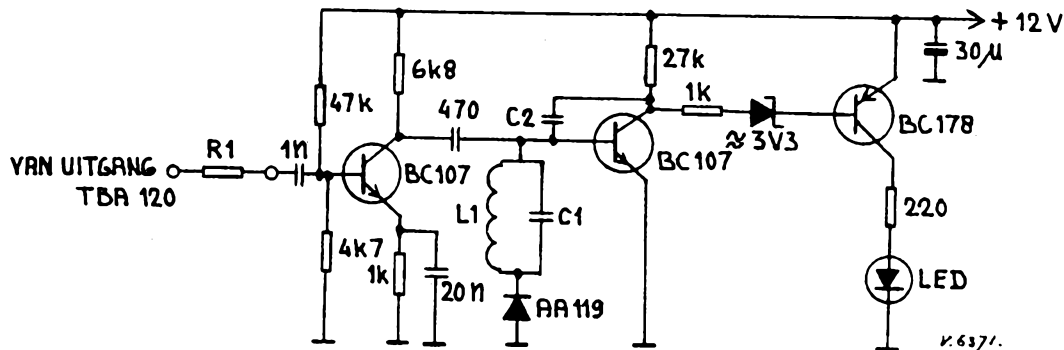 + 12 V
30µ
27k
6k8
1k
47k
470
C2
≈ 3V3
BC178
VAN UITGANG
TBA 120
R1
1n
BC107
BC107
L1
C1
220
4k7
1k
20n
AA119
LED
V.6371.